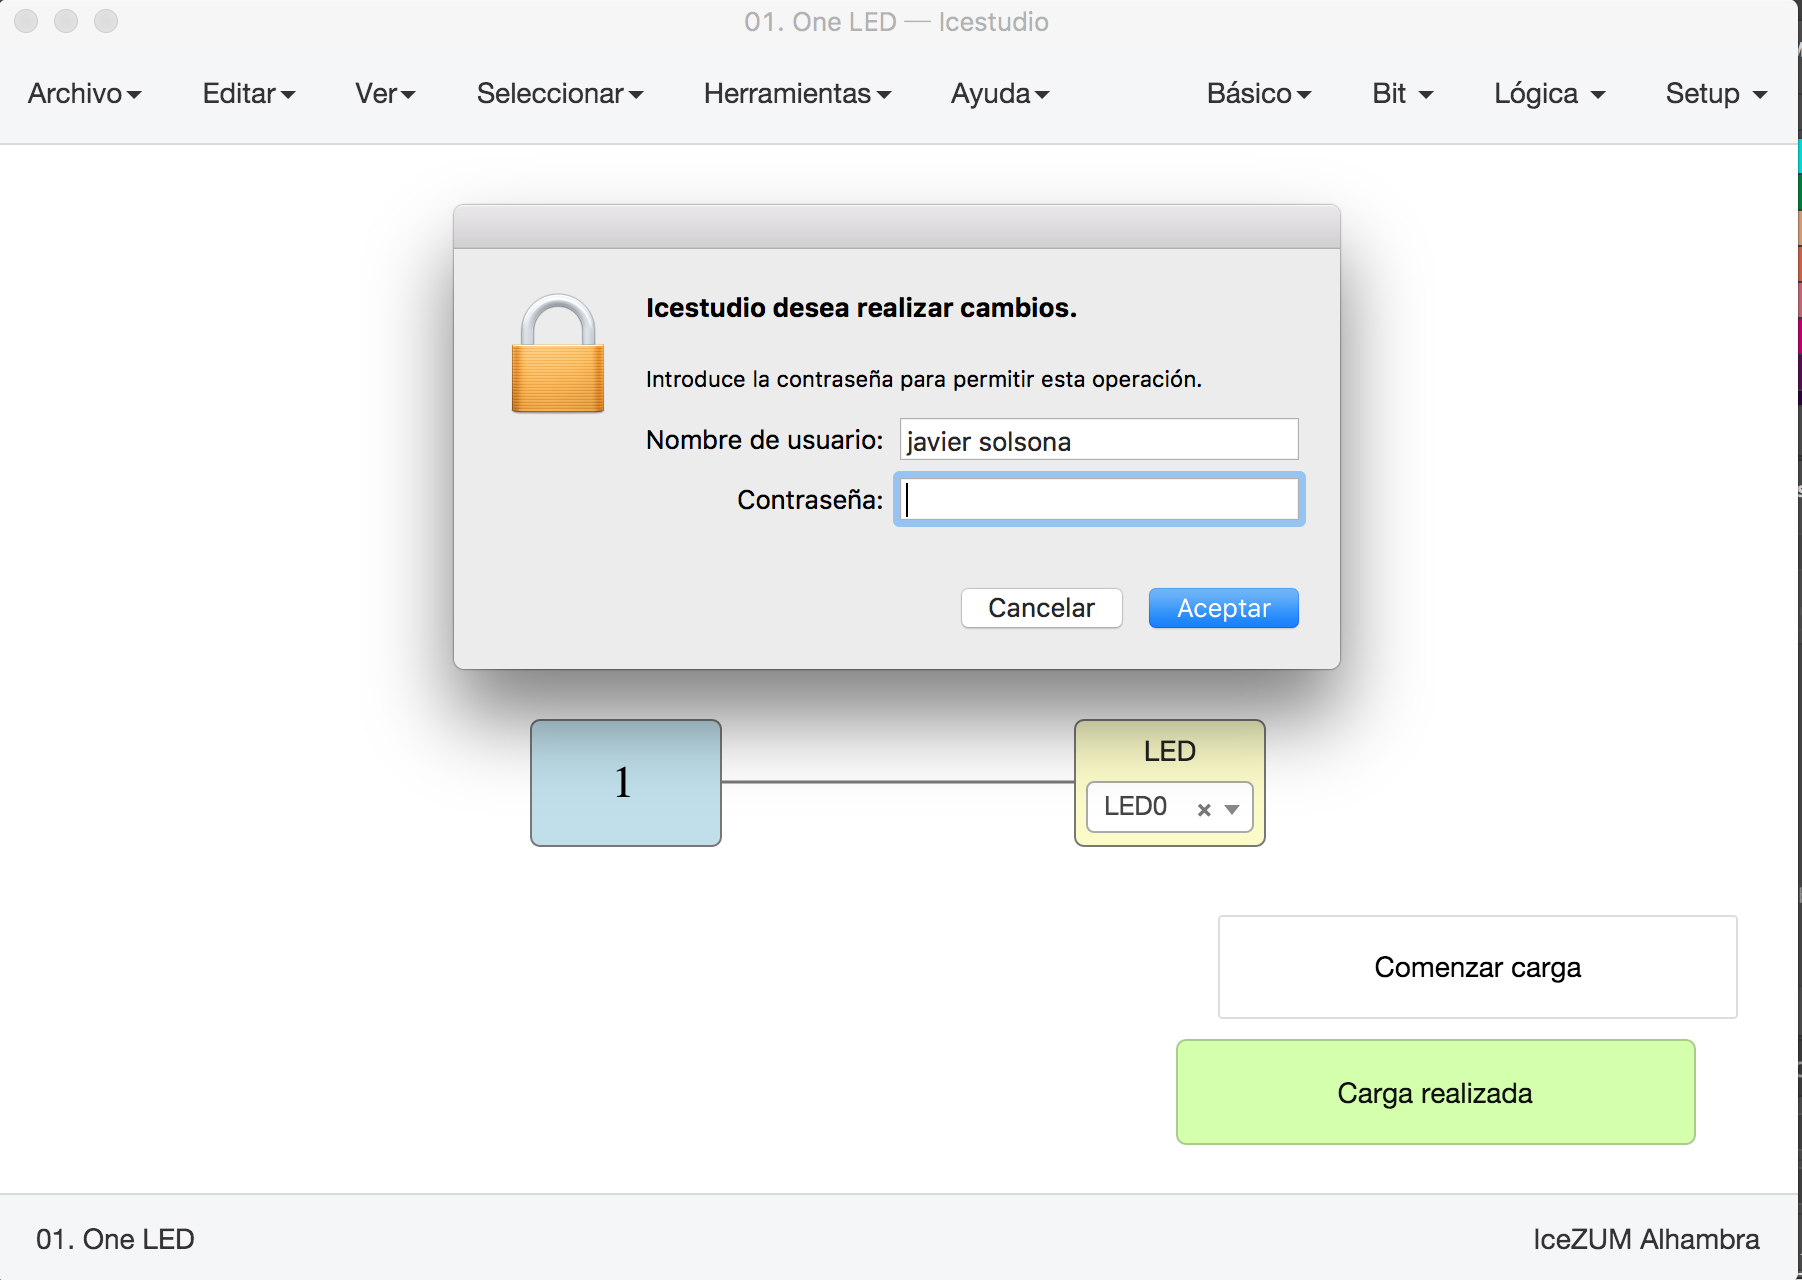 01. One LED — Icestudio
Archivo Editar Ver Seleccionar Herramientas Ayuda Básico Bit Lógica Setup
Icestudio desea realizar cambios.
Introduce la contraseña para permitir esta operación.
Nombre de usuario: javier solsona
Contraseña:
Cancelar Aceptar
1
LED
LED0
Comenzar carga
Carga realizada
01. One LED IceZUM Alhambra